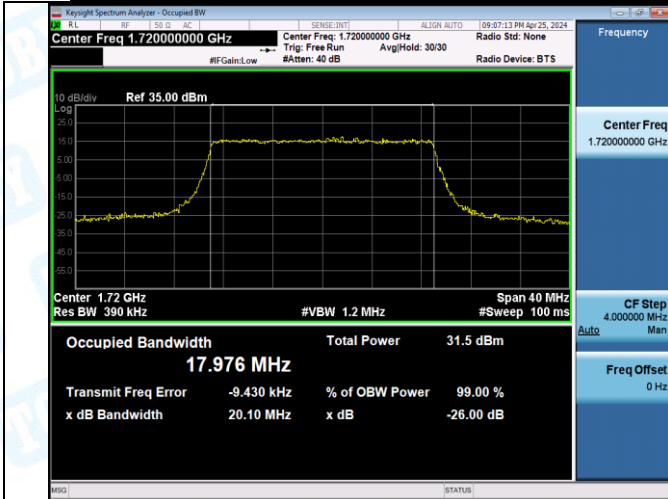 Keysight Spectrum Analyzer - Occupied BW
RL RF 50 Ω AC SENSE:INT ALIGN AUTO 09:07:13 PM Apr 25, 2024
Center Freq 1.720000000 GHz
Center Freq: 1.720000000 GHz Radio Std: None
Trig: Free Run Avg|Hold: 30/30
#IFGain:Low #Atten: 40 dB Radio Device: BTS
10 dB/div Ref 35.00 dBm
Log
25.0
15.0
5.00
-5.00
-15.0
-25.0
-35.0
-45.0
-55.0
Center 1.72 GHz Span 40 MHz
Res BW 390 kHz #VBW 1.2 MHz #Sweep 100 ms
Occupied Bandwidth Total Power 31.5 dBm
17.976 MHz
Transmit Freq Error -9.430 kHz % of OBW Power 99.00 %
x dB Bandwidth 20.10 MHz x dB -26.00 dB
MSG STATUS
Frequency
Center Freq
1.720000000 GHz
CF Step
4.000000 MHz
Auto Man
Freq Offset
0 Hz